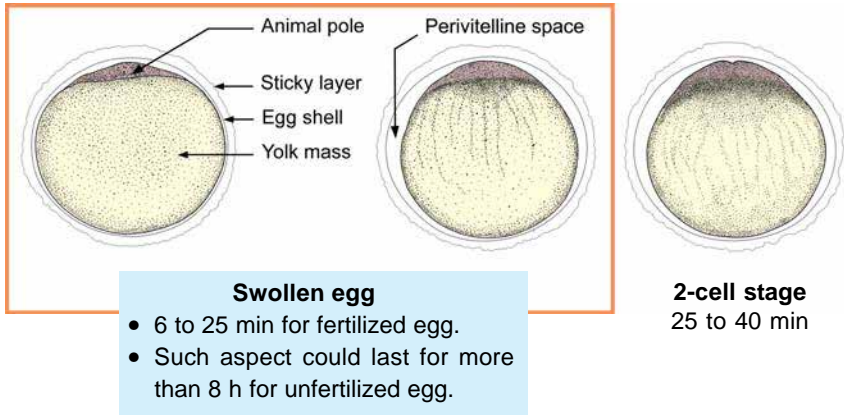 Animal pole
Perivitelline space
Sticky layer
Egg shell
Yolk mass
Swollen egg
• 6 to 25 min for fertilized egg.
• Such aspect could last for more
than 8 h for unfertilized egg.
2-cell stage
25 to 40 min